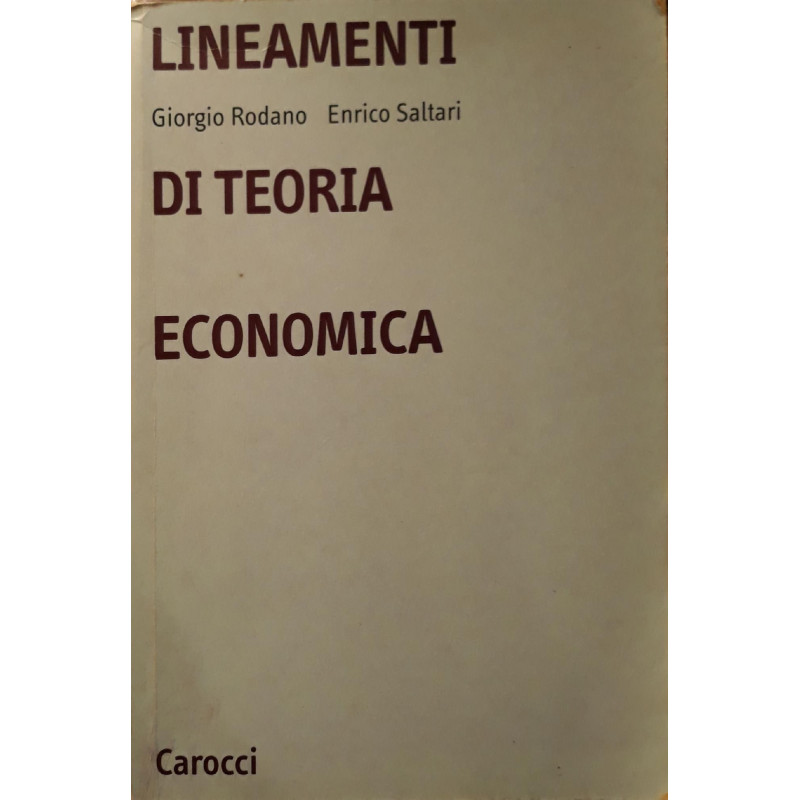 LINEAMENTI
Giorgio Rodano Enrico Saltari
DI TEORIA
ECONOMICA
Carocci